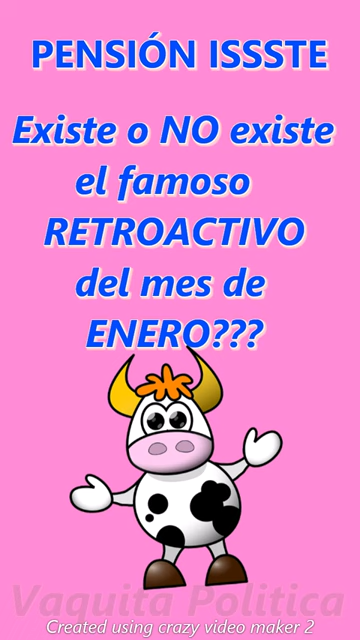 PENSIÓN ISSSTE
Existe o NO existe
el famoso
RETROACTIVO
del mes de
ENERO???
Vaquita Politica
Created using crazy video maker 2